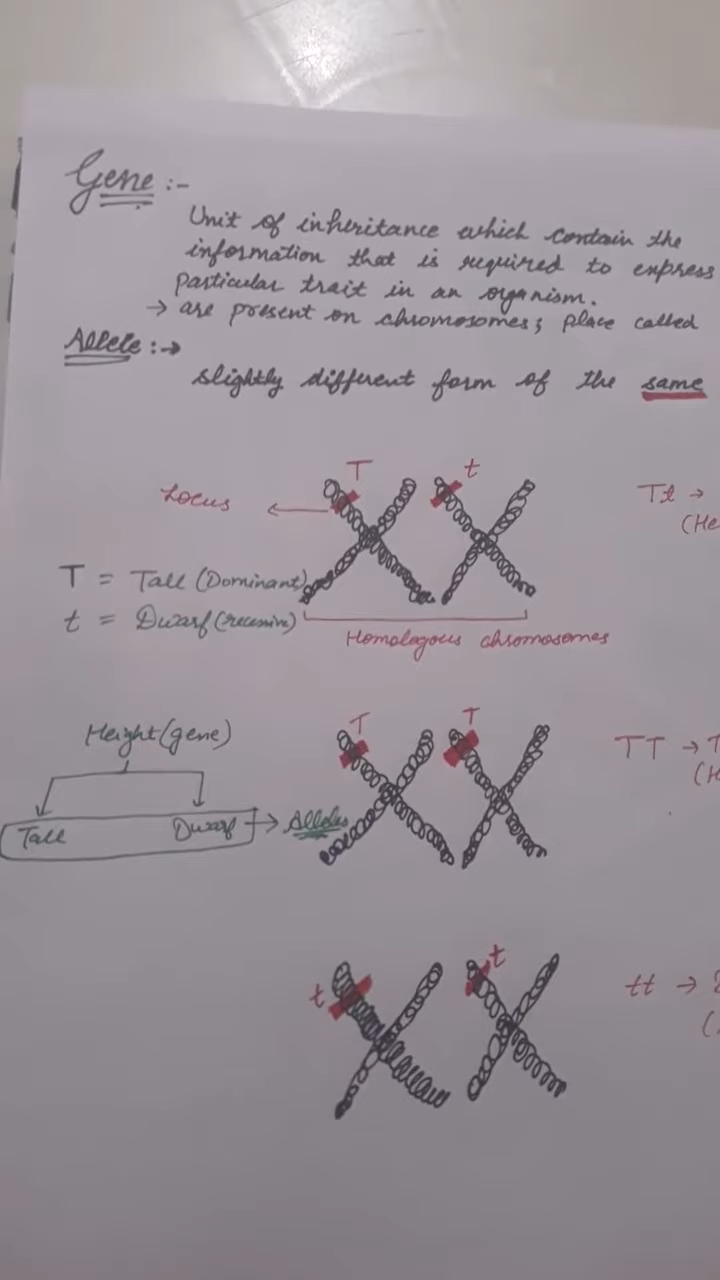 Gene :-
Unit of inheritance which contain the
information that is required to express
particular trait in an organism.
→ are present on chromosomes; place called
Allele :→
slightly different form of the same
T
t
Locus
Tt →
(He
T = Tall (Dominant)
t = Dwarf (recessive)
Homologous chromosomes
T
T
Height (gene)
TT → T
(H
Tall Dwarf → Alleles
t
t
tt →
(